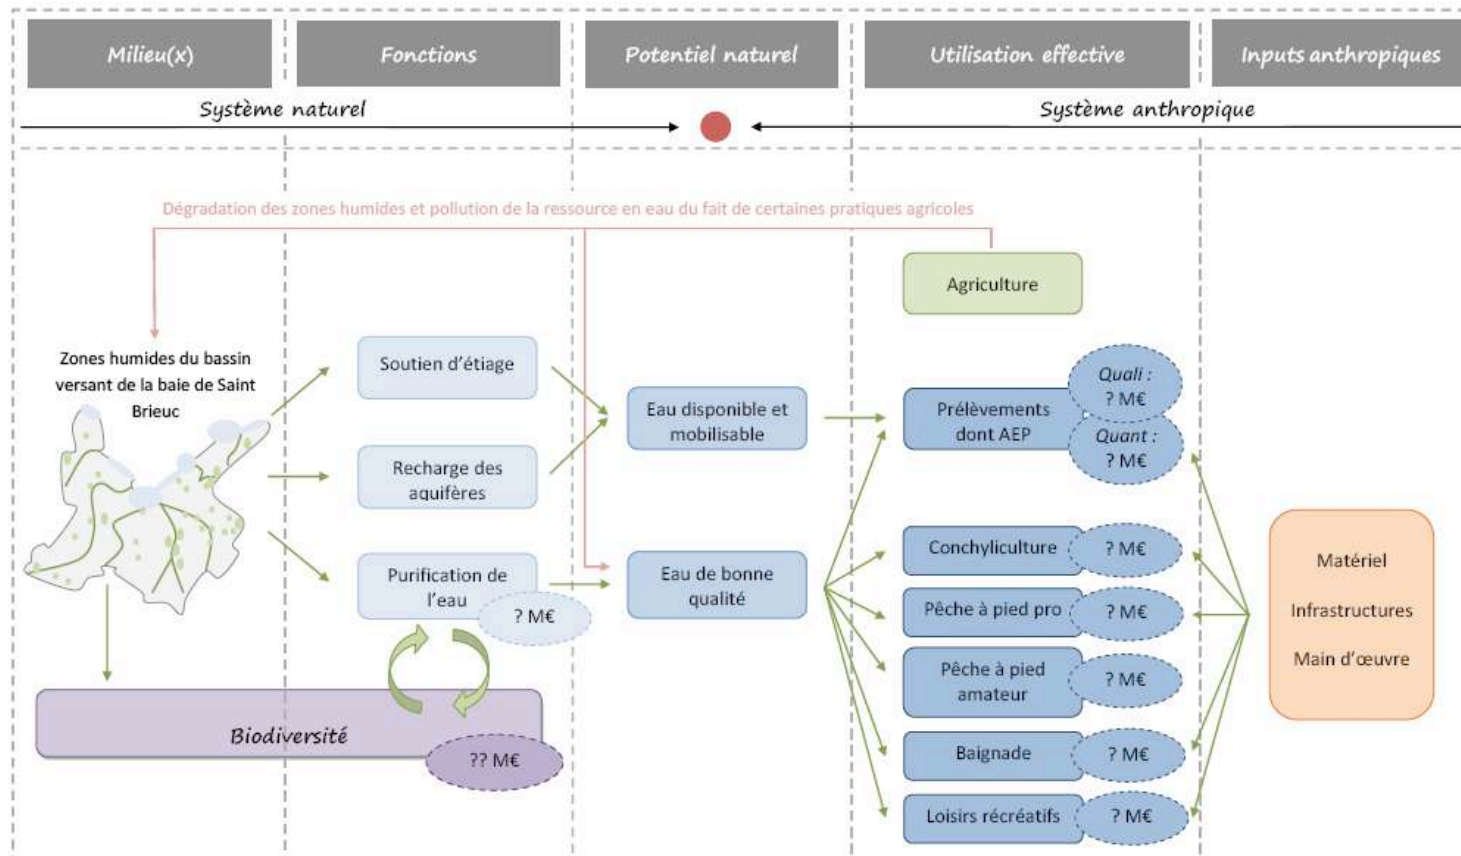 Milieu(x)
Fonctions
Potentiel naturel
Utilisation effective
Inputs anthropiques
Système naturel
Système anthropique
Dégradation des zones humides et pollution de la ressource en eau du fait de certaines pratiques agricoles
Agriculture
Zones humides du bassin
versant de la baie de Saint
Brieuc
Soutien d'étiage
Recharge des
aquifères
Purification de
l'eau
? M€
Biodiversité
?? M€
Eau disponible et
mobilisable
Eau de bonne
qualité
Prélèvements
dont AEP
Quali :
? M€
Quant :
? M€
Conchyliculture
? M€
Pêche à pied pro
? M€
Pêche à pied
amateur
? M€
Baignade
? M€
Loisirs récréatifs
? M€
Matériel
Infrastructures
Main d'œuvre